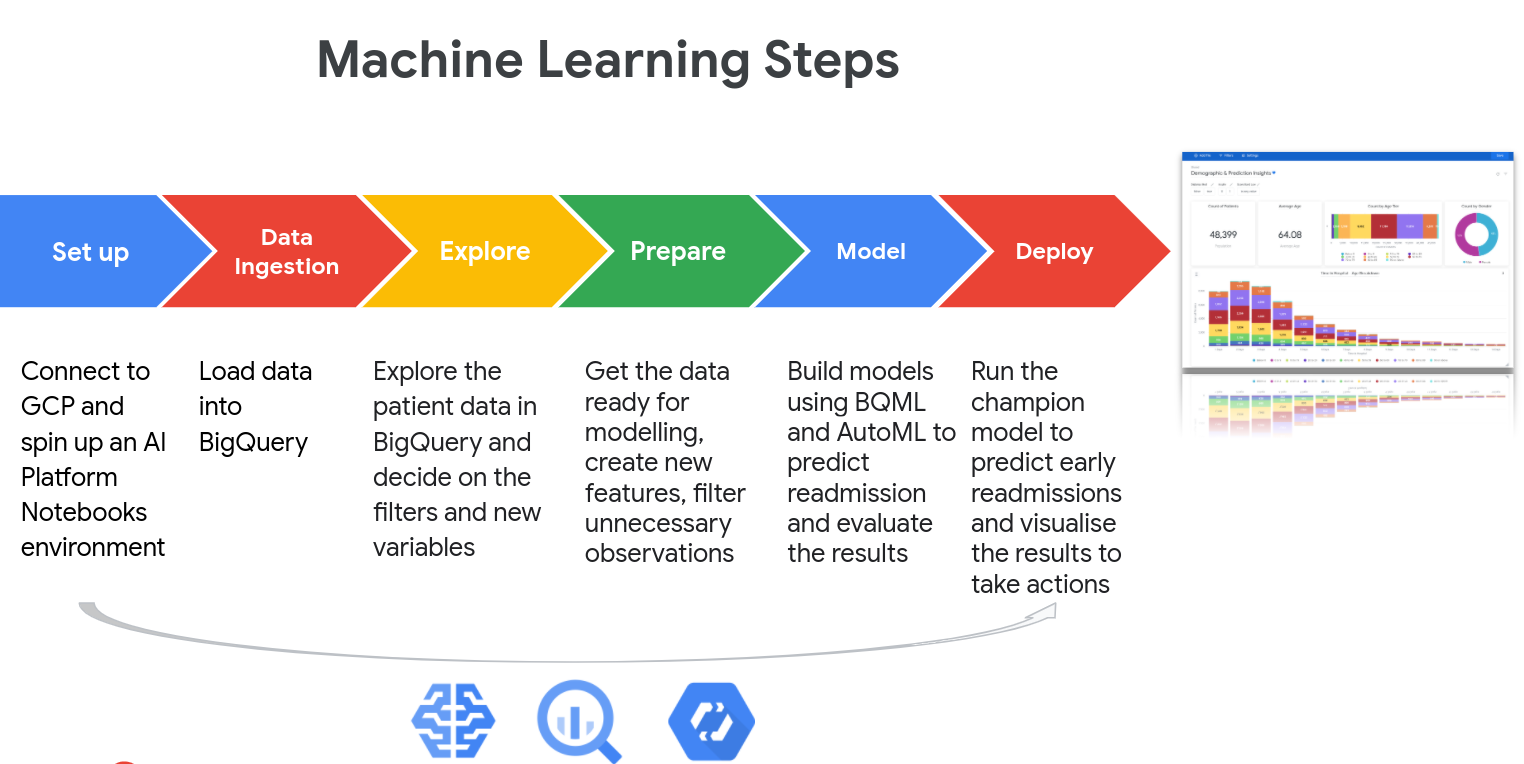 Machine Learning Steps
Set up
Data
Ingestion
Explore
Prepare
Model
Deploy
Connect to
GCP and
spin up an AI
Platform
Notebooks
environment
Load data
into
BigQuery
Explore the
patient data in
BigQuery and
decide on the
filters and new
variables
Get the data
ready for
modelling,
create new
features, filter
unnecessary
observations
Build models
using BQML
and AutoML to
predict
readmission
and evaluate
the results
Run the
champion
model to
predict early
readmissions
and visualise
the results to
take actions
Demographic & Prediction Insights
Count of Patients
48,399
Average Age
64.08
Count by Age Tier
Count by Gender